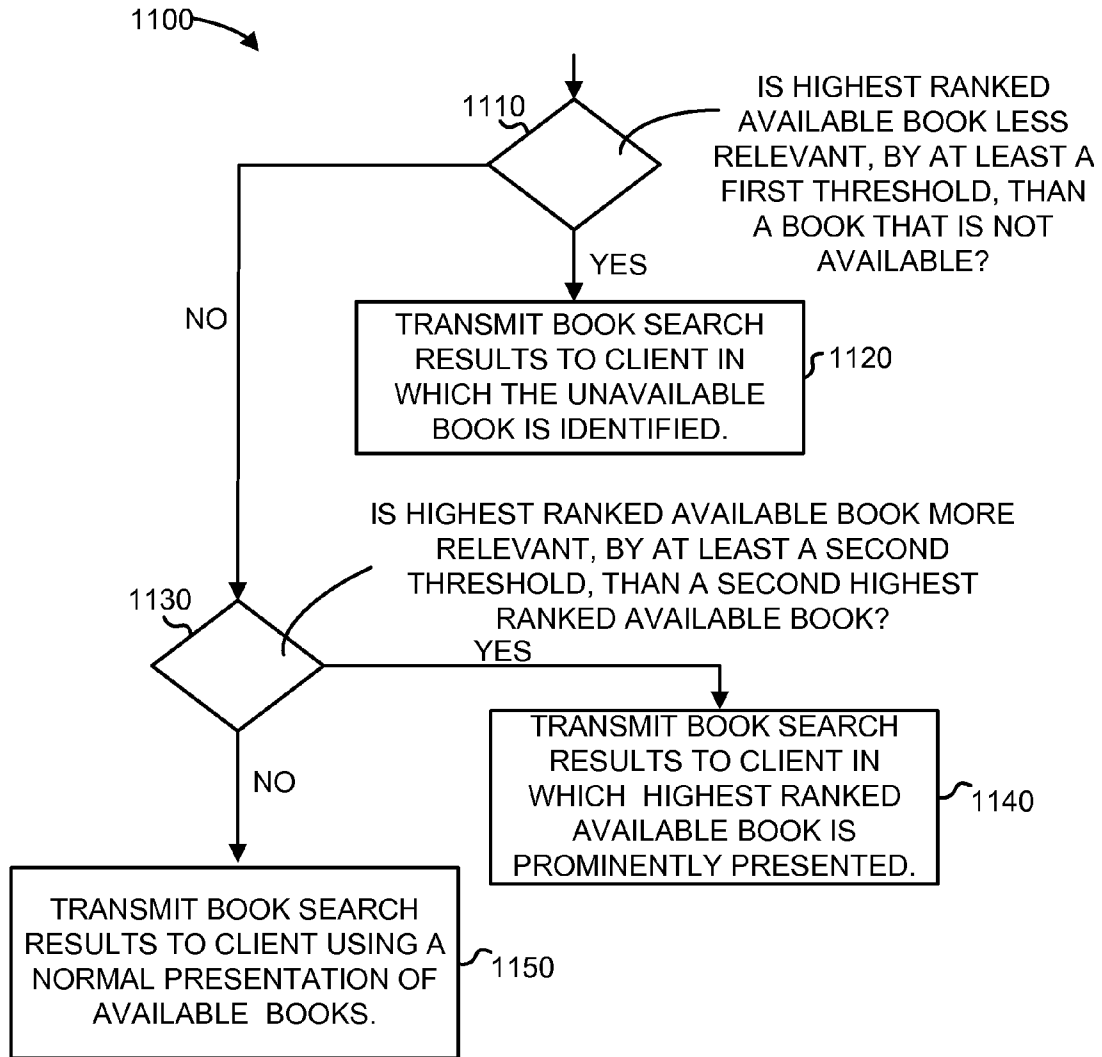 1100
1110
IS HIGHEST RANKED
AVAILABLE BOOK LESS
RELEVANT, BY AT LEAST A
FIRST THRESHOLD, THAN
A BOOK THAT IS NOT
AVAILABLE?
YES
NO
TRANSMIT BOOK SEARCH
RESULTS TO CLIENT IN
WHICH THE UNAVAILABLE
BOOK IS IDENTIFIED.
1120
IS HIGHEST RANKED AVAILABLE BOOK MORE
RELEVANT, BY AT LEAST A SECOND
THRESHOLD, THAN A SECOND HIGHEST
RANKED AVAILABLE BOOK?
1130
YES
NO
TRANSMIT BOOK SEARCH
RESULTS TO CLIENT IN
WHICH HIGHEST RANKED
AVAILABLE BOOK IS
PROMINENTLY PRESENTED.
1140
TRANSMIT BOOK SEARCH
RESULTS TO CLIENT USING A
NORMAL PRESENTATION OF
AVAILABLE BOOKS.
1150